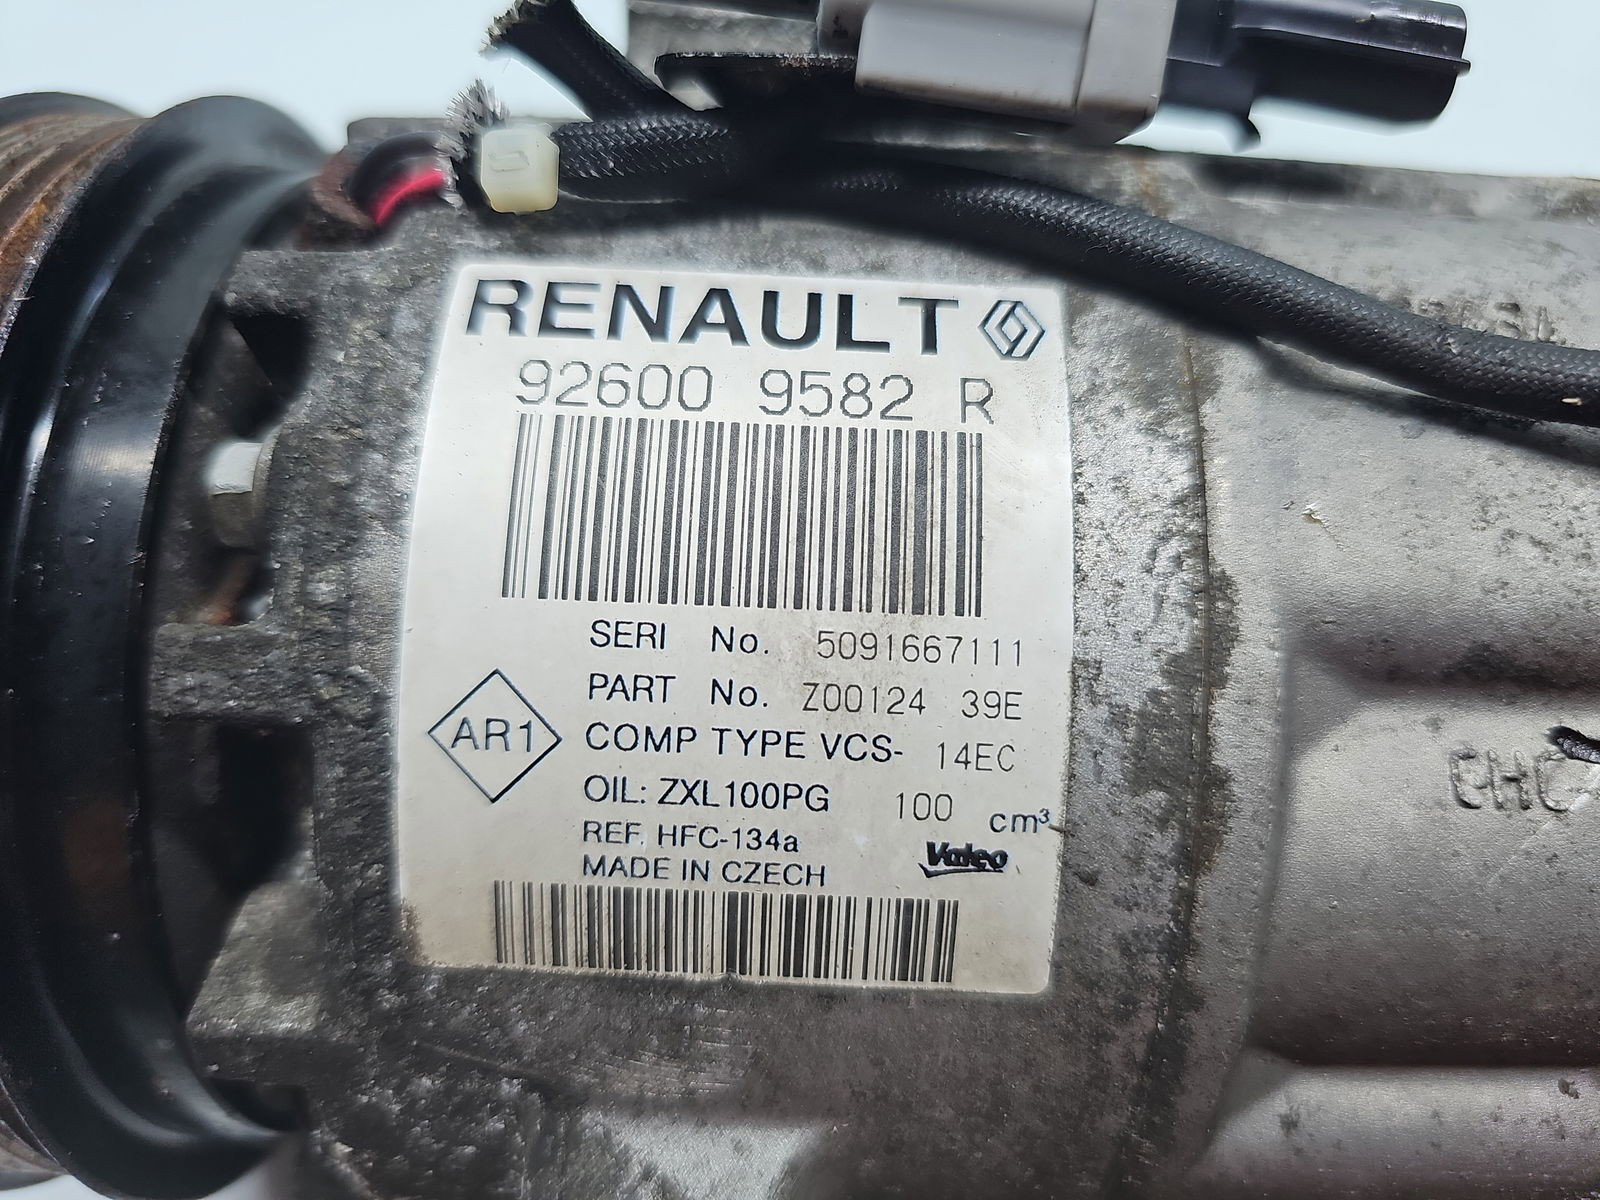 RENAULT
92600 9582 R
SERI No. 5091667111
PART No. Z00124 39E
AR1
COMP TYPE VCS- 14EC
OIL: ZXL100PG 100 cm³
REF. HFC-134a
MADE IN CZECH
Valeo